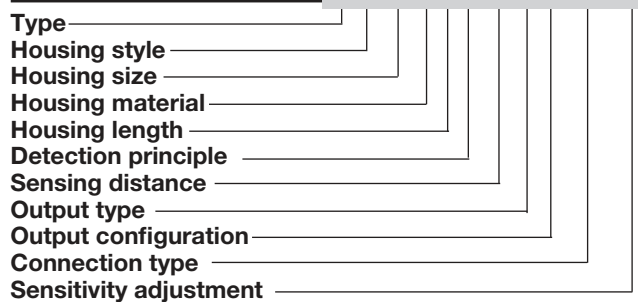 Type
Housing style
Housing size
Housing material
Housing length
Detection principle
Sensing distance
Output type
Output configuration
Connection type
Sensitivity adjustment